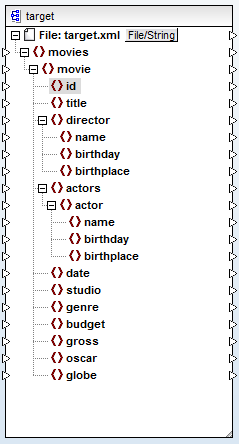 target
File: target.xml File/String
movies
movie
id
title
director
name
birthday
birthplace
actors
actor
name
birthday
birthplace
date
studio
genre
budget
gross
oscar
globe